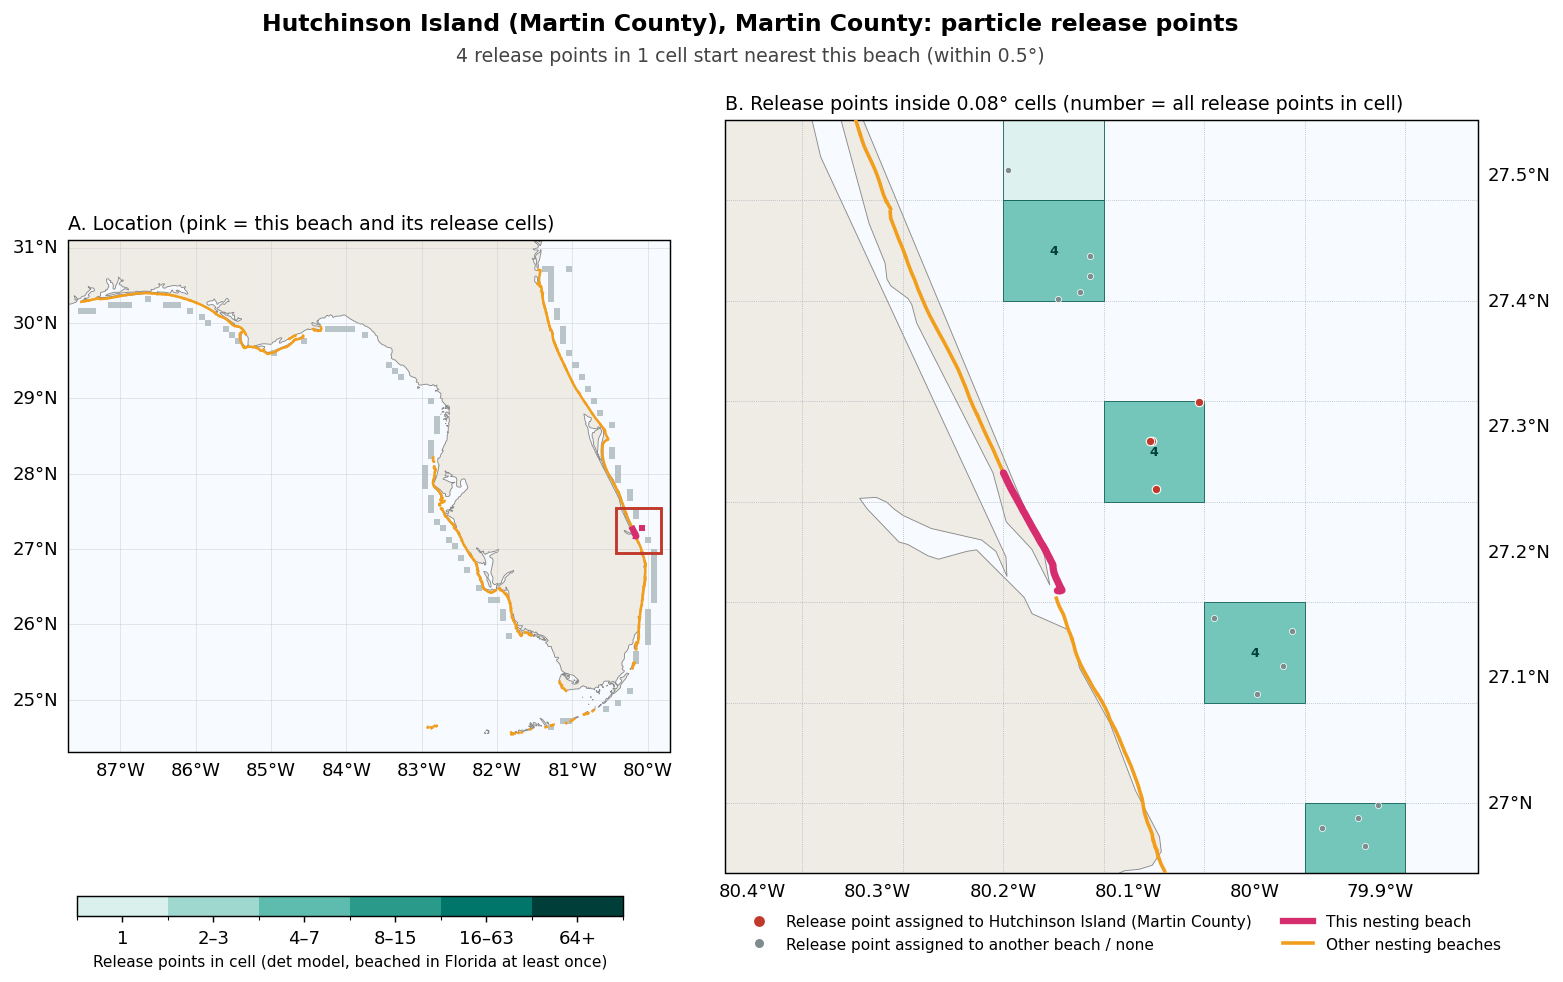 Hutchinson Island (Martin County), Martin County: particle release points
4 release points in 1 cell start nearest this beach (within 0.5°)
A. Location (pink = this beach and its release cells)
31°N
30°N
29°N
28°N
27°N
26°N
25°N
87°W 86°W 85°W 84°W 83°W 82°W 81°W 80°W
B. Release points inside 0.08° cells (number = all release points in cell)
4
4
4
27.5°N
27.4°N
27.3°N
27.2°N
27.1°N
27°N
80.4°W 80.3°W 80.2°W 80.1°W 80°W 79.9°W
1 2–3 4–7 8–15 16–63 64+
Release points in cell (det model, beached in Florida at least once)
Release point assigned to Hutchinson Island (Martin County)
Release point assigned to another beach / none
This nesting beach
Other nesting beaches